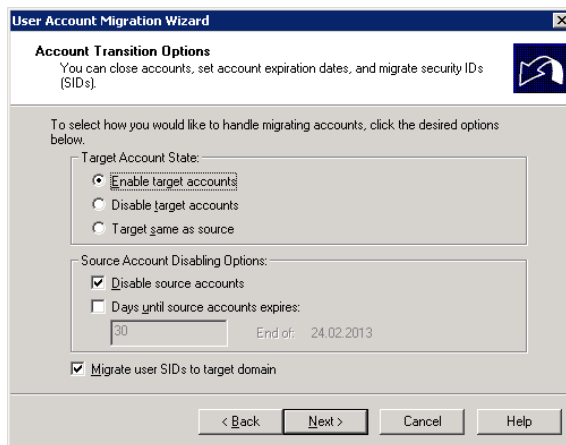 User Account Migration Wizard
Account Transition Options
You can close accounts, set account expiration dates, and migrate security IDs
(SIDs).
To select how you would like to handle migrating accounts, click the desired options
below.
Target Account State:
Enable target accounts
Disable target accounts
Target same as source
Source Account Disabling Options:
Disable source accounts
Days until source accounts expires:
30 End of: 24.02.2013
Migrate user SIDs to target domain
< Back Next > Cancel Help